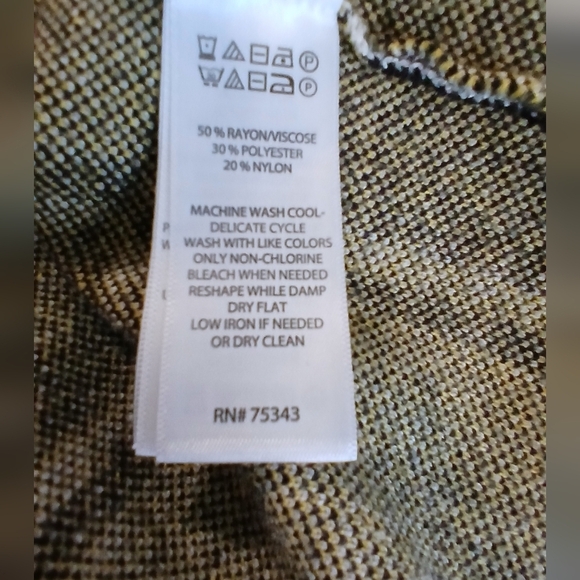 50 % RAYON/VISCOSE
30 % POLYESTER
20 % NYLON
MACHINE WASH COOL-
DELICATE CYCLE
WASH WITH LIKE COLORS
ONLY NON-CHLORINE
BLEACH WHEN NEEDED
RESHAPE WHILE DAMP
DRY FLAT
LOW IRON IF NEEDED
OR DRY CLEAN
RN# 75343